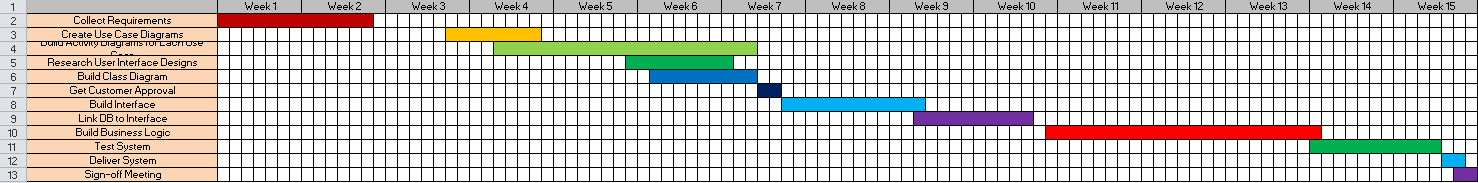 1 Week 1 Week 2 Week 3 Week 4 Week 5 Week 6 Week 7 Week 8 Week 9 Week 10 Week 11 Week 12 Week 13 Week 14 Week 15
2 Collect Requirements
3 Create Use Case Diagrams
4 Build Activity Diagrams for Each Use
Case
5 Research User Interface Designs
6 Build Class Diagram
7 Get Customer Approval
8 Build Interface
9 Link DB to Interface
10 Build Business Logic
11 Test System
12 Deliver System
13 Sign-off Meeting